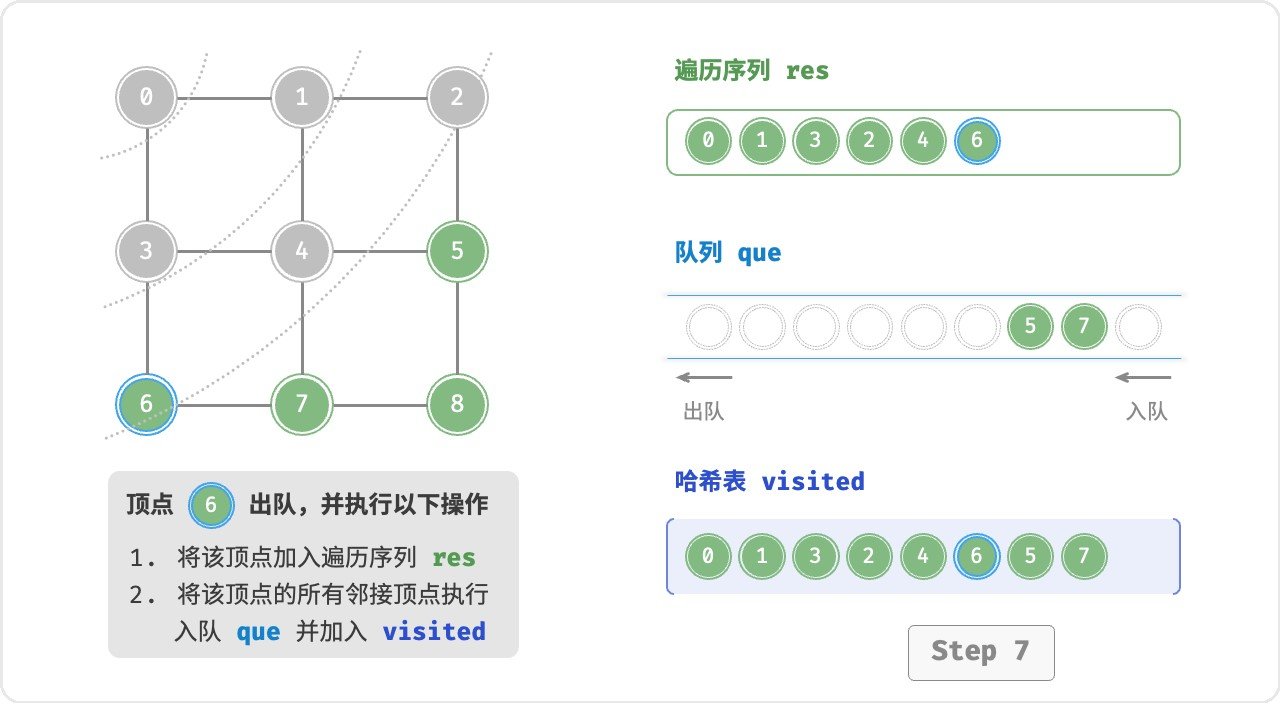 0 1 2
3 4 5
6 7 8
顶点 6 出队，并执行以下操作
1. 将该顶点加入遍历序列 res
2. 将该顶点的所有邻接顶点执行
入队 que 并加入 visited
遍历序列 res
0 1 3 2 4 6
队列 que
5 7
出队 入队
哈希表 visited
0 1 3 2 4 6 5 7
Step 7